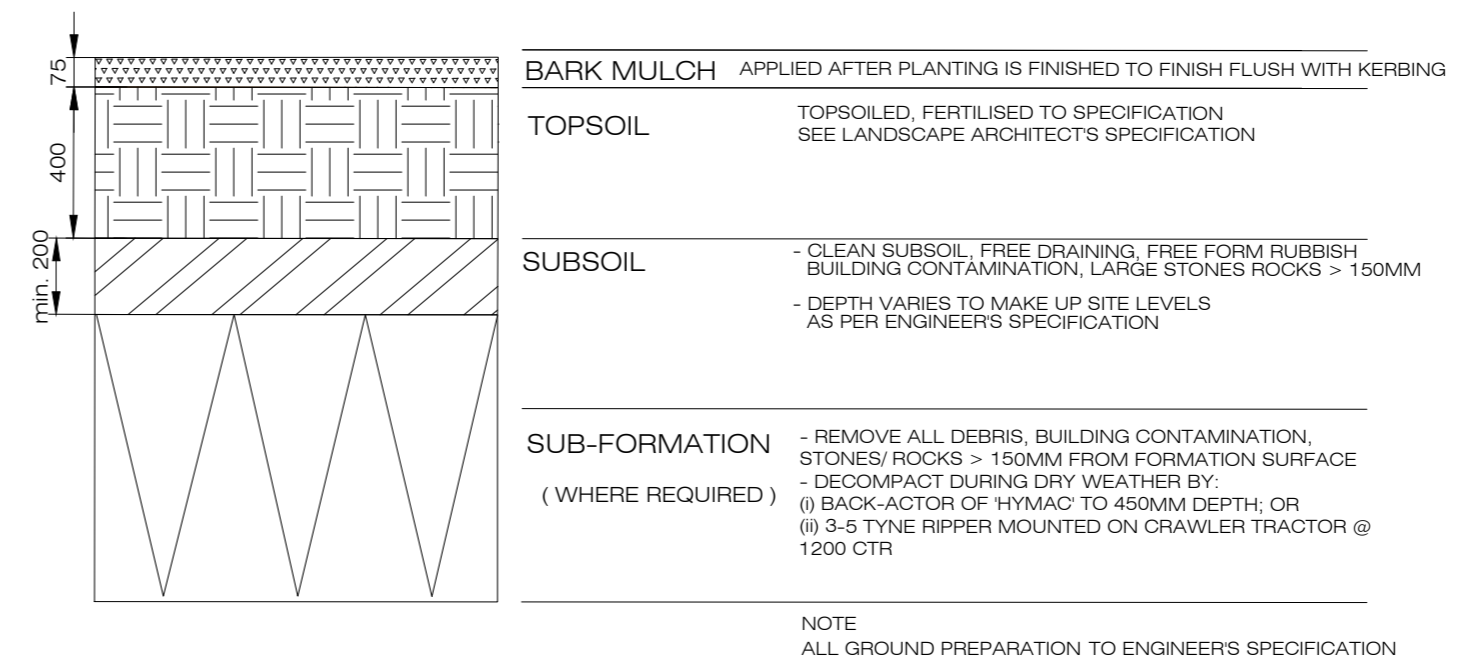 75
BARK MULCH APPLIED AFTER PLANTING IS FINISHED TO FINISH FLUSH WITH KERBING
400
TOPSOIL
TOPSOILED, FERTILISED TO SPECIFICATION
SEE LANDSCAPE ARCHITECT'S SPECIFICATION
min. 200
SUBSOIL
- CLEAN SUBSOIL, FREE DRAINING, FREE FORM RUBBISH
BUILDING CONTAMINATION, LARGE STONES ROCKS > 150MM
- DEPTH VARIES TO MAKE UP SITE LEVELS
AS PER ENGINEER'S SPECIFICATION
SUB-FORMATION
( WHERE REQUIRED )
- REMOVE ALL DEBRIS, BUILDING CONTAMINATION,
STONES/ ROCKS > 150MM FROM FORMATION SURFACE
- DECOMPACT DURING DRY WEATHER BY:
(i) BACK-ACTOR OF 'HYMAC' TO 450MM DEPTH; OR
(ii) 3-5 TYNE RIPPER MOUNTED ON CRAWLER TRACTOR @
1200 CTR
NOTE
ALL GROUND PREPARATION TO ENGINEER'S SPECIFICATION